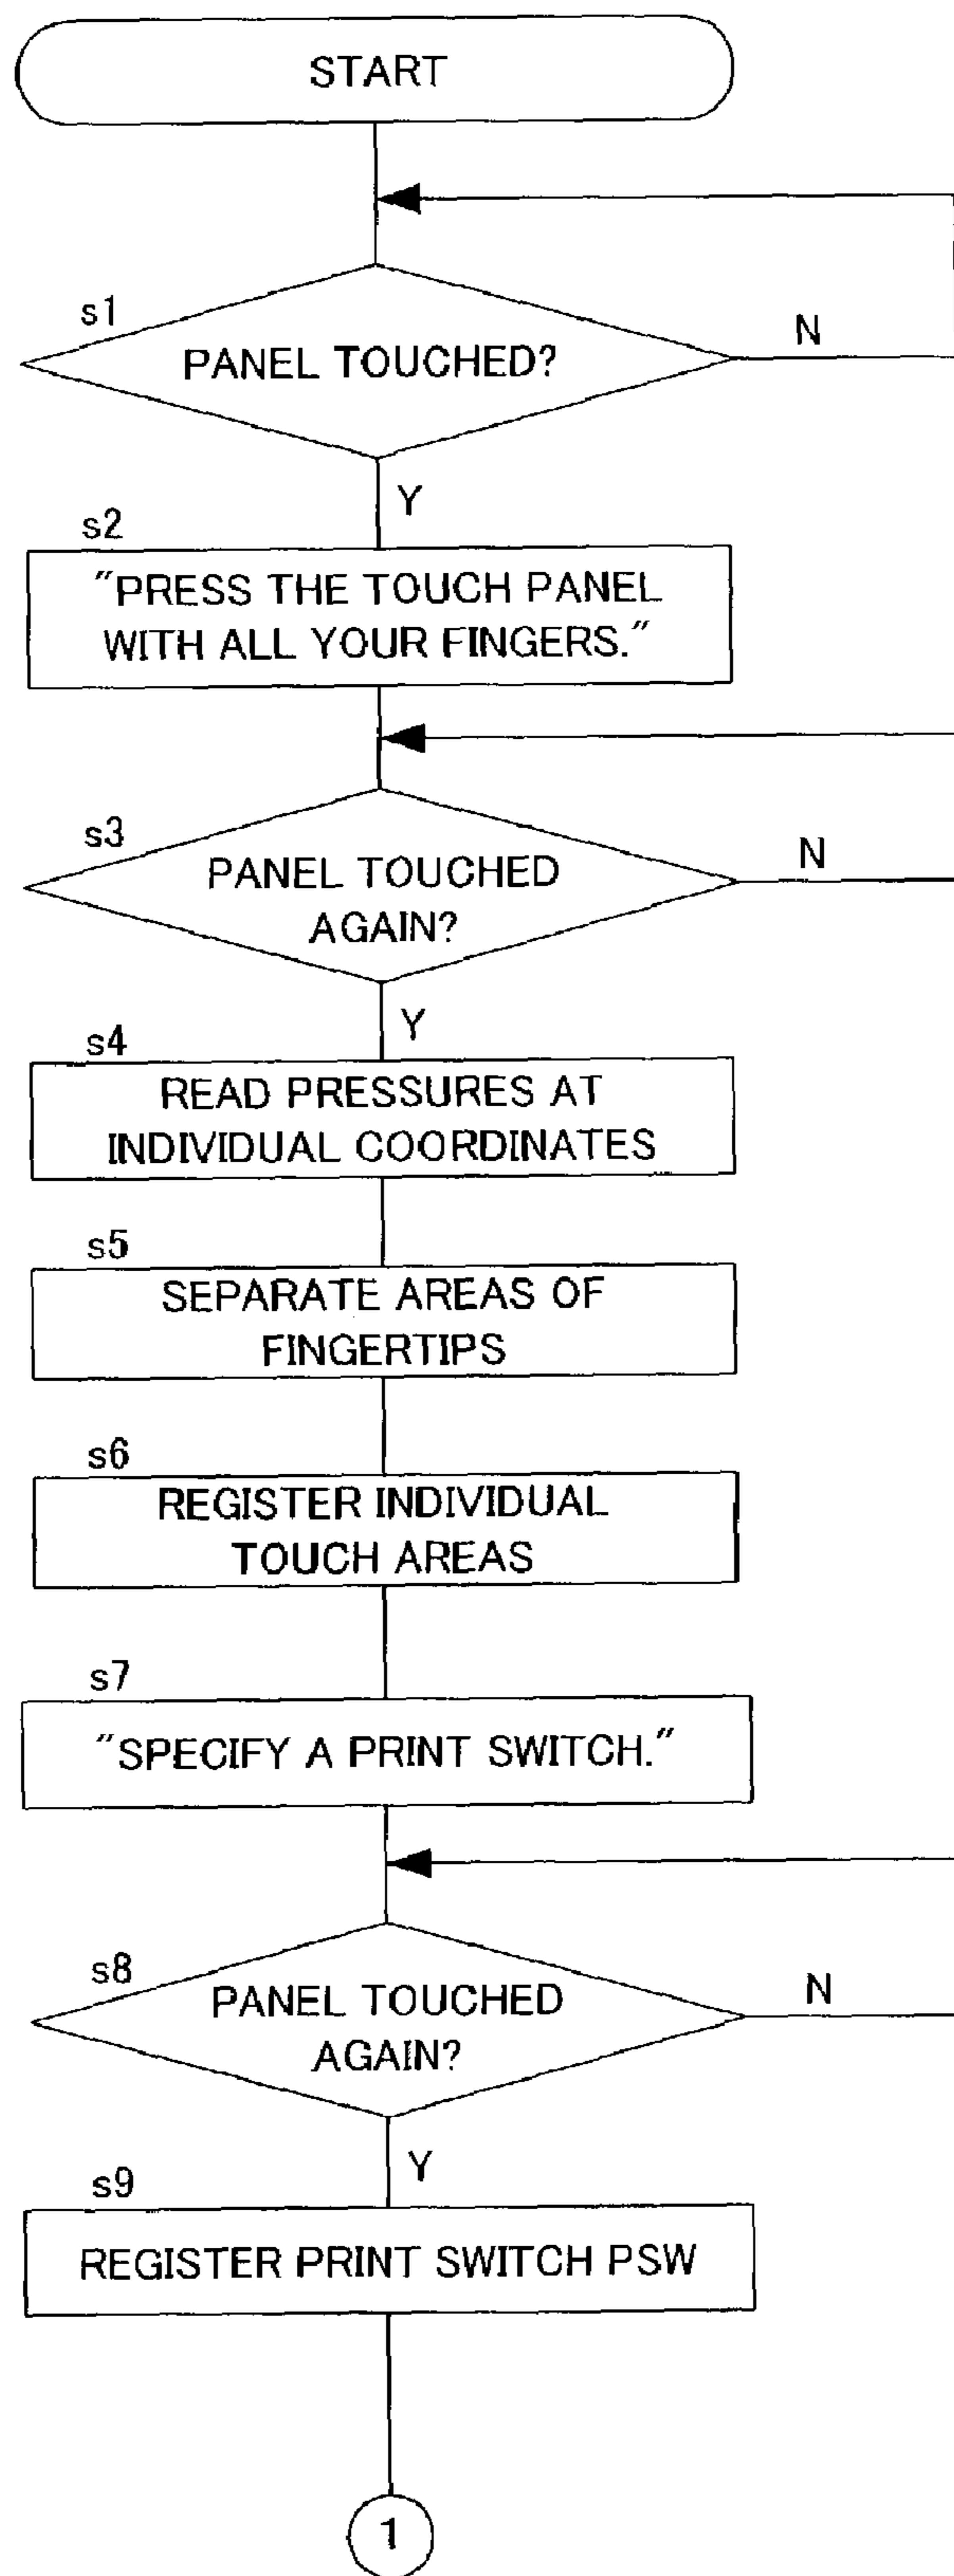 START
s1
PANEL TOUCHED?
N
Y
s2
"PRESS THE TOUCH PANEL
WITH ALL YOUR FINGERS."
s3
PANEL TOUCHED
AGAIN?
N
Y
s4
READ PRESSURES AT
INDIVIDUAL COORDINATES
s5
SEPARATE AREAS OF
FINGERTIPS
s6
REGISTER INDIVIDUAL
TOUCH AREAS
s7
"SPECIFY A PRINT SWITCH."
s8
PANEL TOUCHED
AGAIN?
N
Y
s9
REGISTER PRINT SWITCH PSW
1